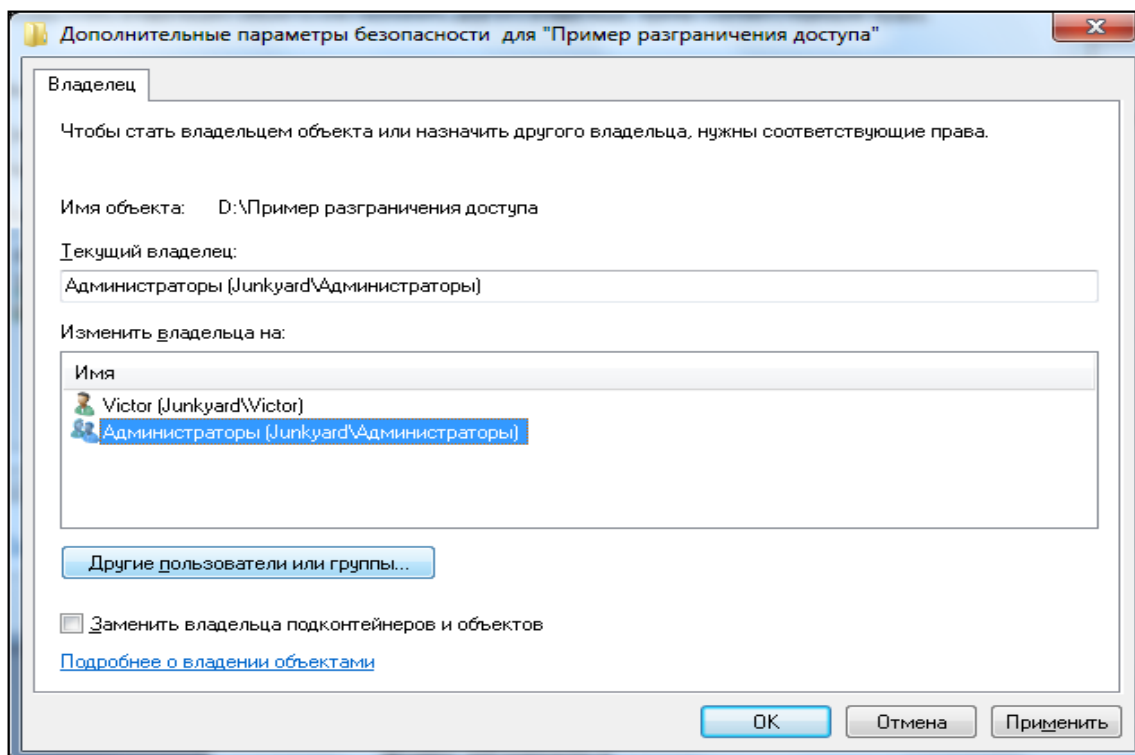 Дополнительные параметры безопасности для "Пример разграничения доступа"
Владелец
Чтобы стать владельцем объекта или назначить другого владельца, нужны соответствующие права.
Имя объекта: D:\Пример разграничения доступа
Текущий владелец:
Администраторы (Junkyard\Администраторы)
Изменить владельца на:
Имя
Victor (Junkyard\Victor)
Администраторы (Junkyard\Администраторы)
Другие пользователи или группы...
Заменить владельца подконтейнеров и объектов
Подробнее о владении объектами
OK Отмена Применить